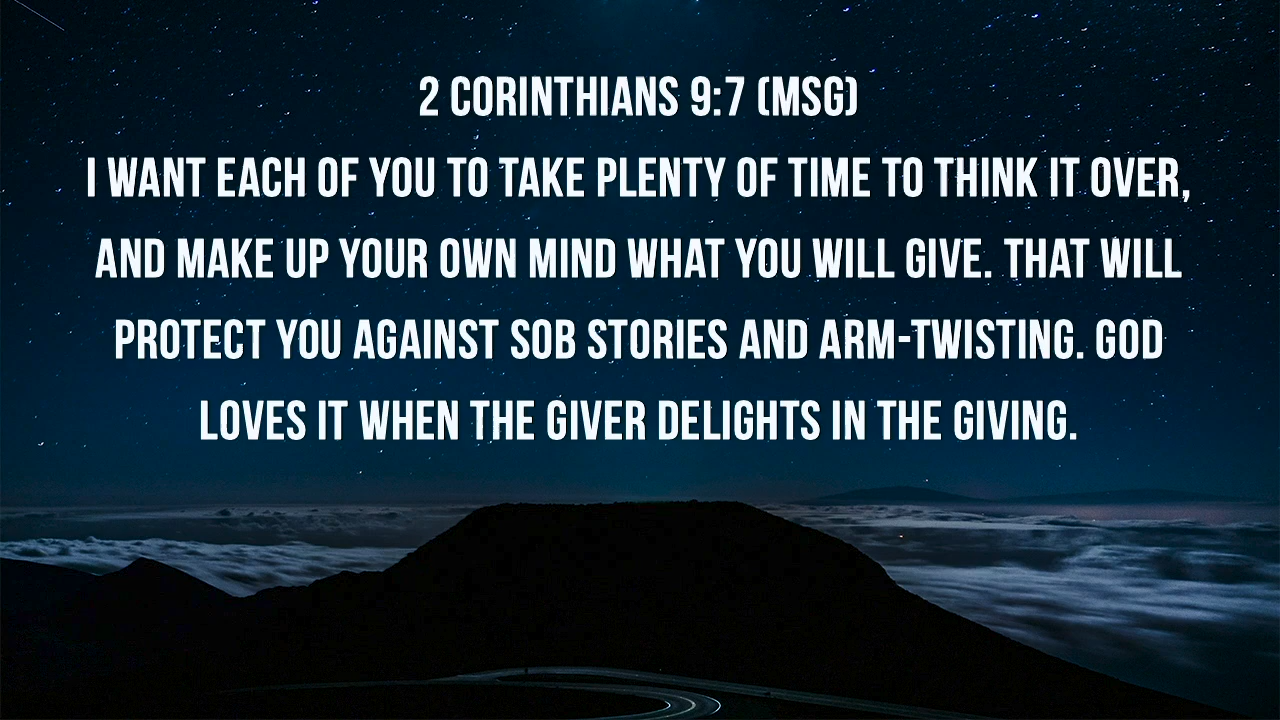 2 CORINTHIANS 9:7 (MSG)
I WANT EACH OF YOU TO TAKE PLENTY OF TIME TO THINK IT OVER,
AND MAKE UP YOUR OWN MIND WHAT YOU WILL GIVE. THAT WILL
PROTECT YOU AGAINST SOB STORIES AND ARM-TWISTING. GOD
LOVES IT WHEN THE GIVER DELIGHTS IN THE GIVING.